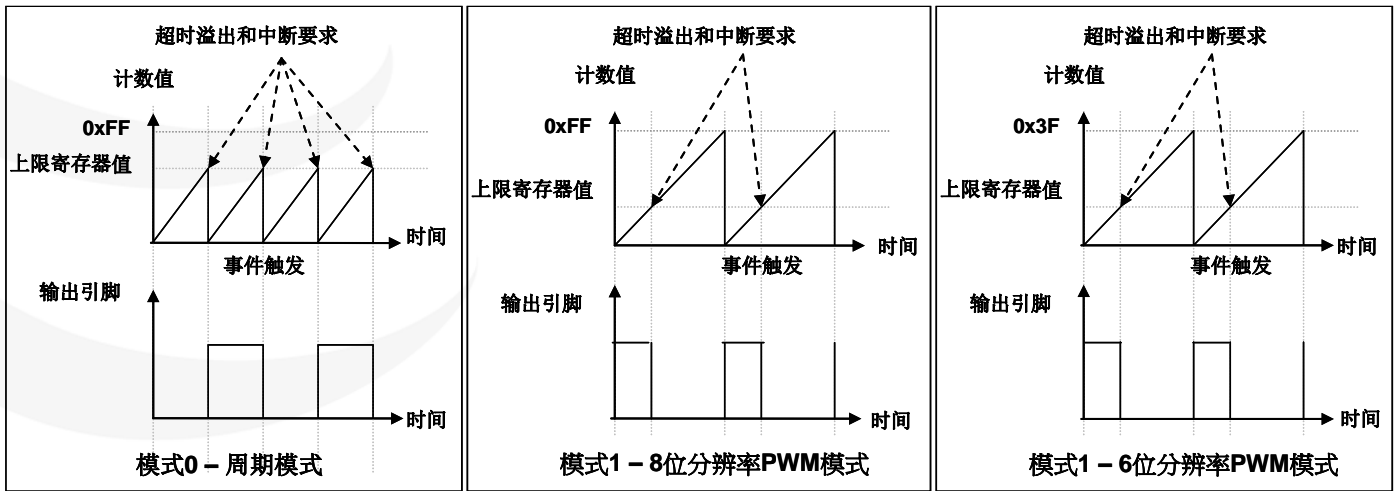 超时溢出和中断要求
计数值
0xFF
上限寄存器值
时间
事件触发
输出引脚
时间
模式0 – 周期模式
超时溢出和中断要求
计数值
0xFF
上限寄存器值
时间
事件触发
输出引脚
时间
模式1 – 8位分辨率PWM模式
超时溢出和中断要求
计数值
0x3F
上限寄存器值
时间
事件触发
输出引脚
时间
模式1 – 6位分辨率PWM模式